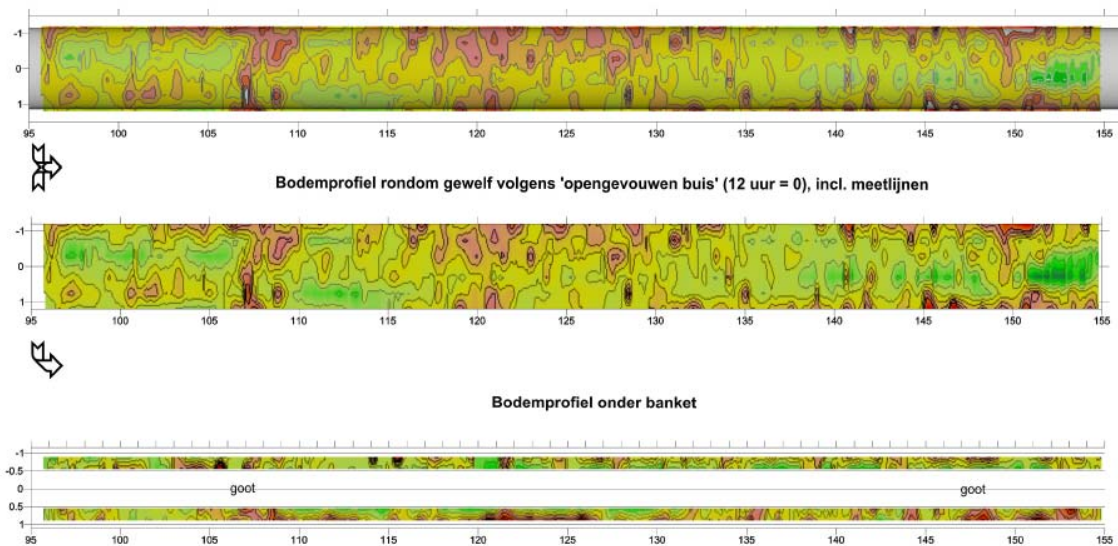 -1
0
1
95 100 105 110 115 120 125 130 135 140 145 150 155
Bodemprofiel rondom gewelf volgens 'opengevouwen buis' (12 uur = 0), incl. meetlijnen
-1
0
1
95 100 105 110 115 120 125 130 135 140 145 150 155
Bodemprofiel onder banket
-1
-0.5
0 goot goot
0.5
1
95 100 105 110 115 120 125 130 135 140 145 150 155